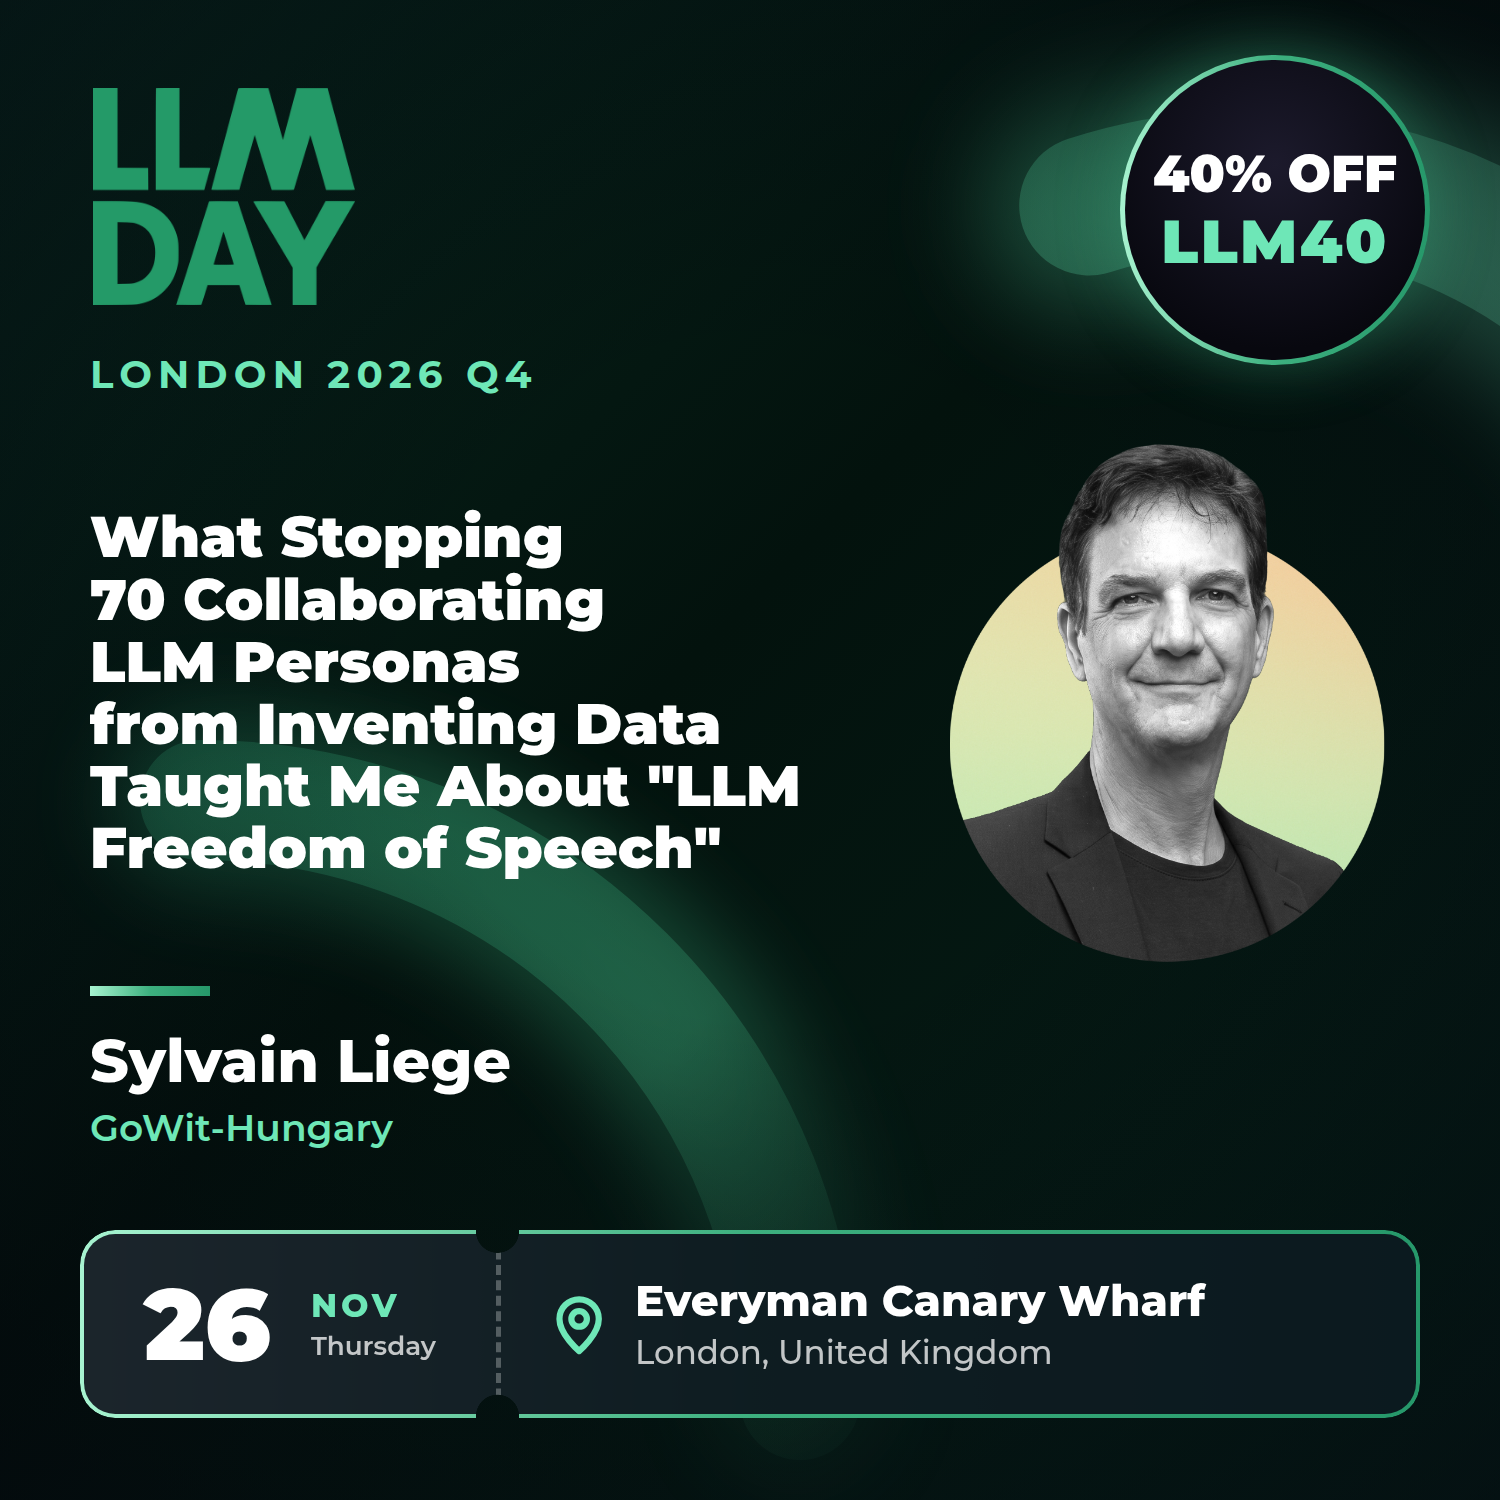 LLM
DAY
LONDON 2026 Q4
40% OFF
LLM40
What Stopping
70 Collaborating
LLM Personas
from Inventing Data
Taught Me About "LLM
Freedom of Speech"
Sylvain Liege
GoWit-Hungary
26
NOV
Thursday
Everyman Canary Wharf
London, United Kingdom